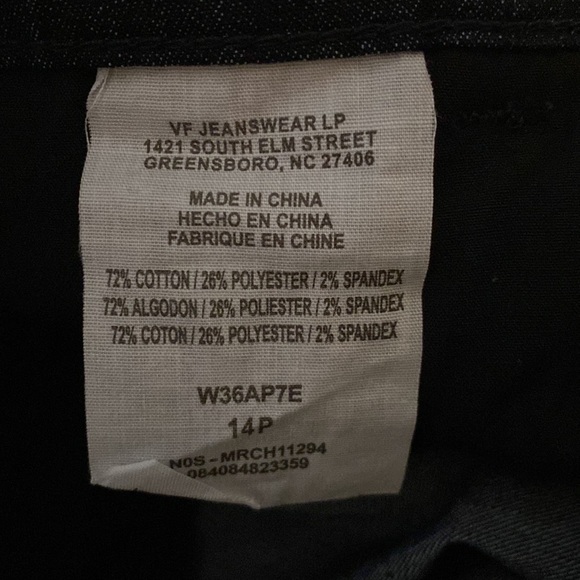 VF JEANSWEAR LP
1421 SOUTH ELM STREET
GREENSBORO, NC 27406
MADE IN CHINA
HECHO EN CHINA
FABRIQUE EN CHINE
72% COTTON / 26% POLYESTER / 2% SPANDEX
72% ALGODON / 26% POLIESTER / 2% SPANDEX
72% COTON / 26% POLYESTER / 2% SPANDEX
W36AP7E
14P
N0S - MRCH11294
084084823359